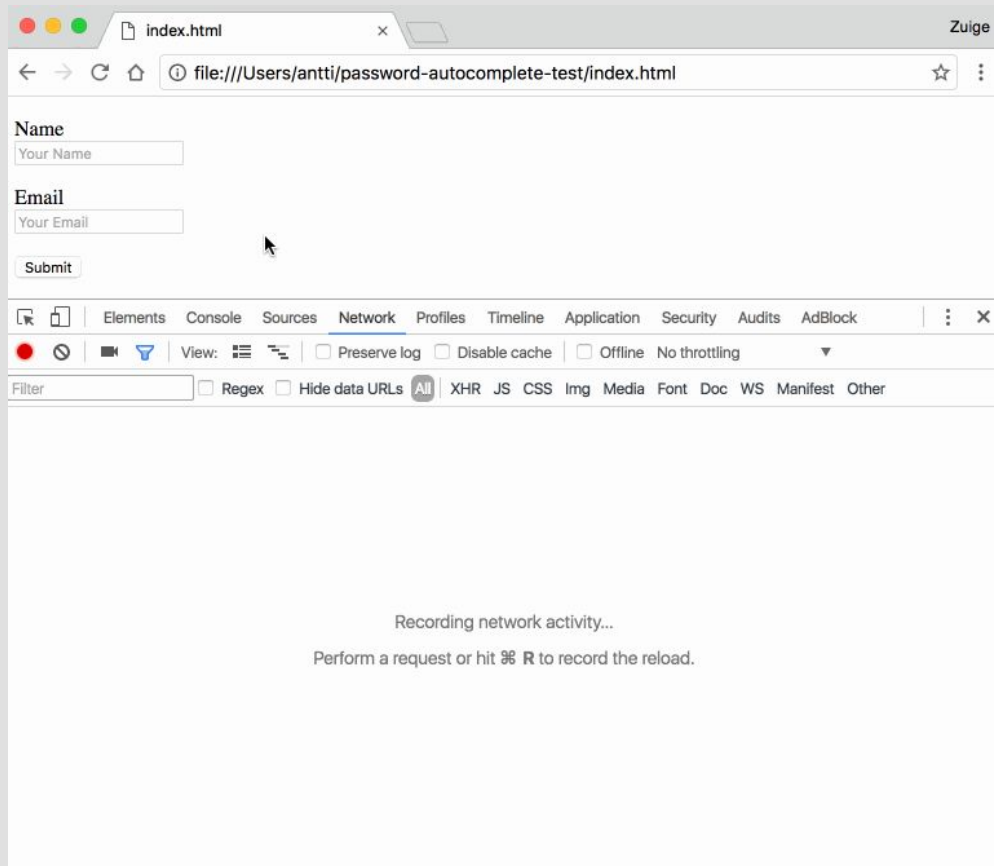 index.html × Zuige
file:///Users/antti/password-autocomplete-test/index.html
Name
Your Name
Email
Your Email
Submit
Elements Console Sources Network Profiles Timeline Application Security Audits AdBlock
View: Preserve log Disable cache Offline No throttling
Filter Regex Hide data URLs All XHR JS CSS Img Media Font Doc WS Manifest Other
Recording network activity...
Perform a request or hit ⌘ R to record the reload.